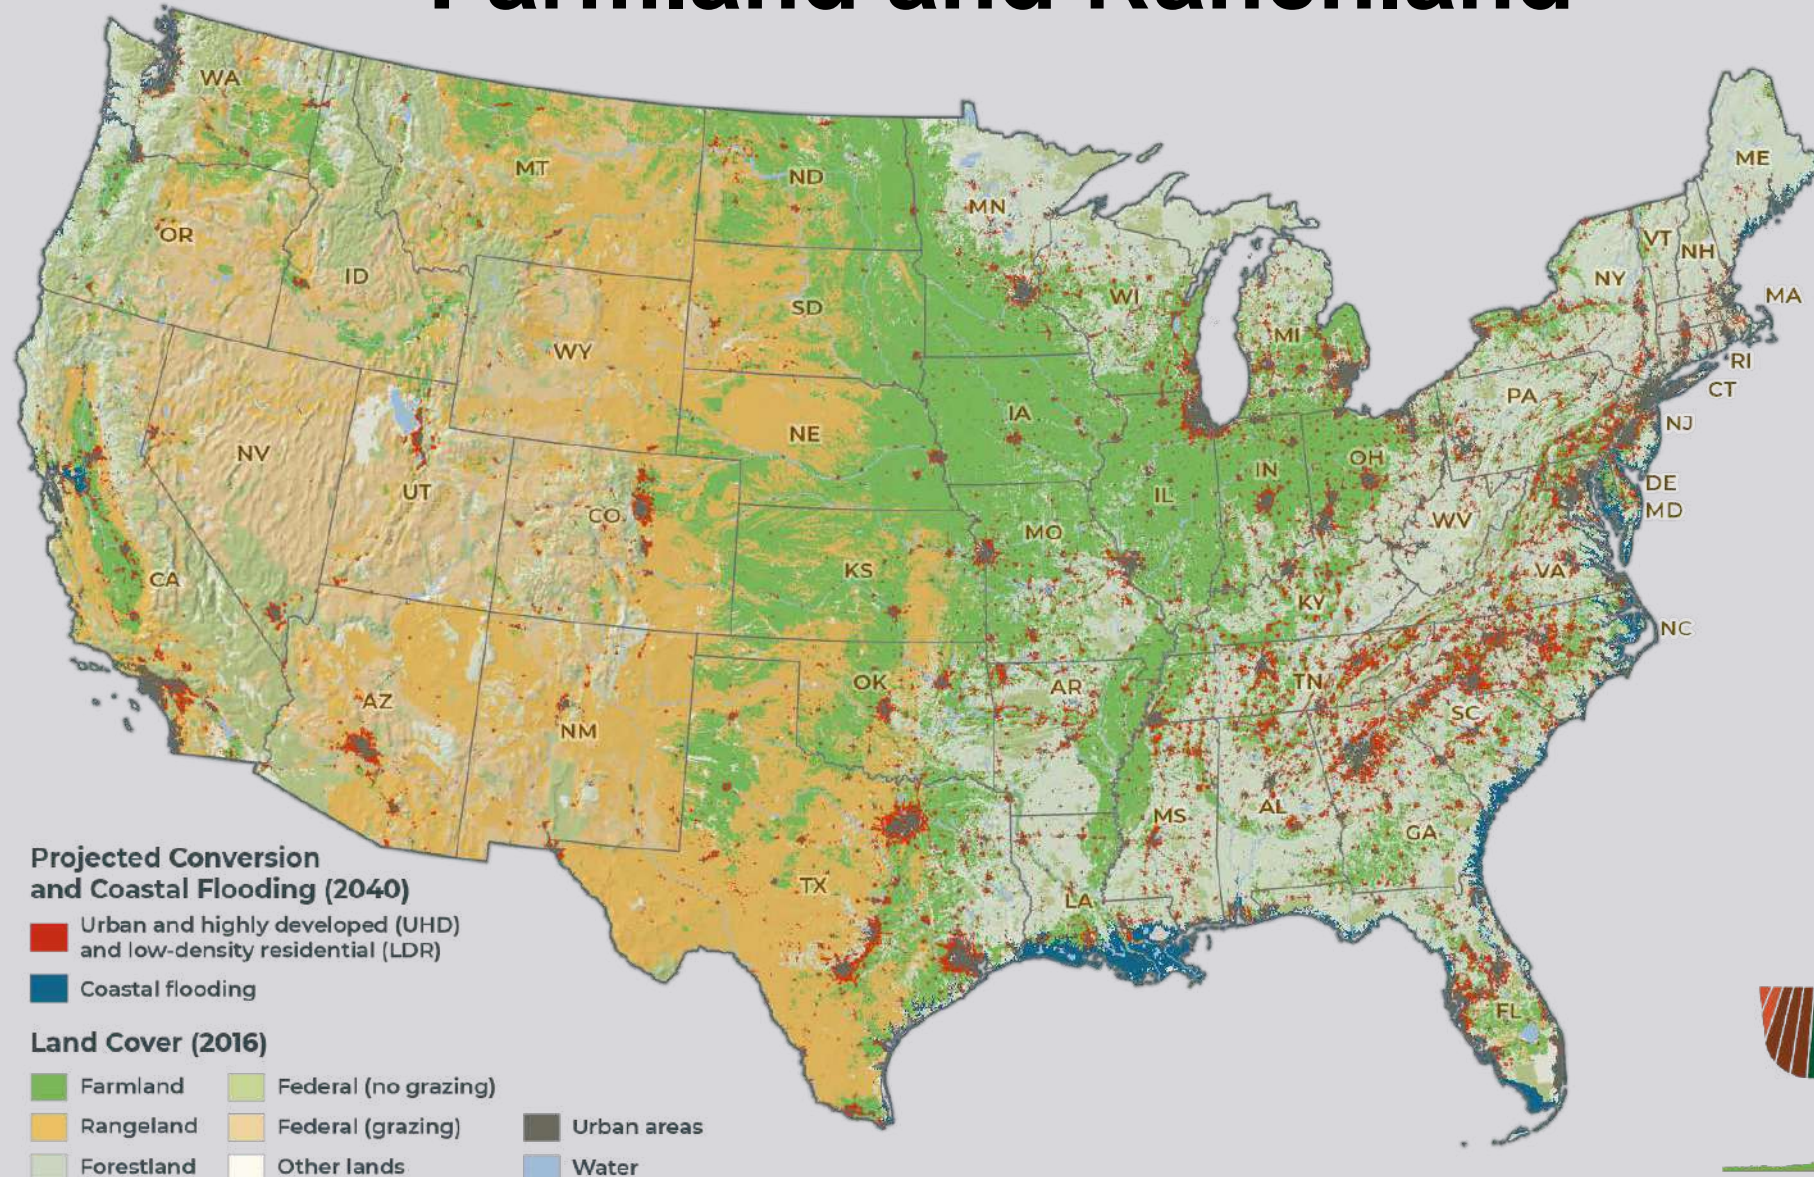 Farmland and Ranchland
WA
MT
ND
MN
ME
OR
ID
SD
WI
MI
NY
VT
NH
MA
WY
NE
IA
PA
RI
CT
NJ
NV
UT
CO
IL
IN
OH
DE
MD
WV
CA
KS
MO
KY
VA
NC
AZ
NM
OK
AR
TN
SC
TX
LA
MS
AL
GA
FL
Projected Conversion
and Coastal Flooding (2040)
Urban and highly developed (UHD)
and low-density residential (LDR)
Coastal flooding
Land Cover (2016)
Farmland
Federal (no grazing)
Rangeland
Federal (grazing)
Urban areas
Forestland
Other lands
Water